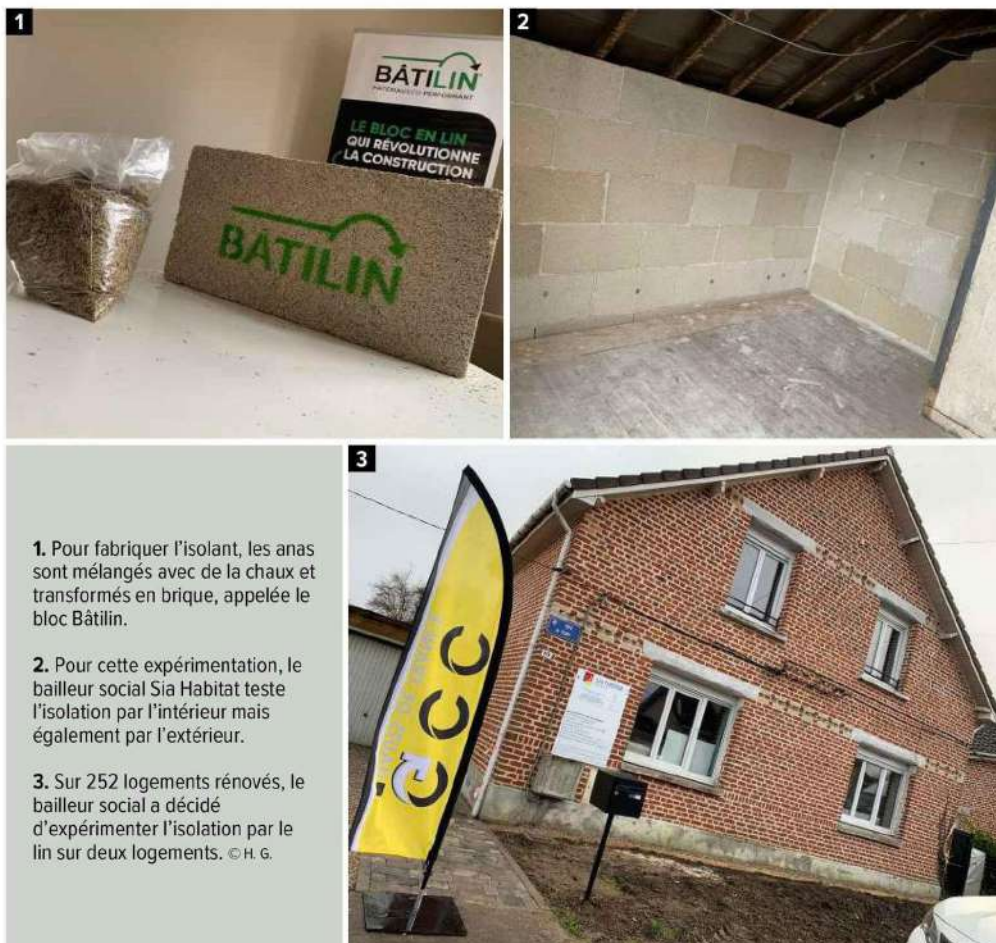 1
BÂTILIN
LE BLOC EN LIN
QUI RÉVOLUTIONNE
LA CONSTRUCTION
BÂTILIN
2
1. Pour fabriquer l’isolant, les anas
sont mélangés avec de la chaux et
transformés en brique, appelée le
bloc Bâtilin.
2. Pour cette expérimentation, le
bailleur social Sia Habitat teste
l’isolation par l’intérieur mais
également par l’extérieur.
3. Sur 252 logements rénovés, le
bailleur social a décidé
d’expérimenter l’isolation par le
lin sur deux logements. © H. G.
3
GCC